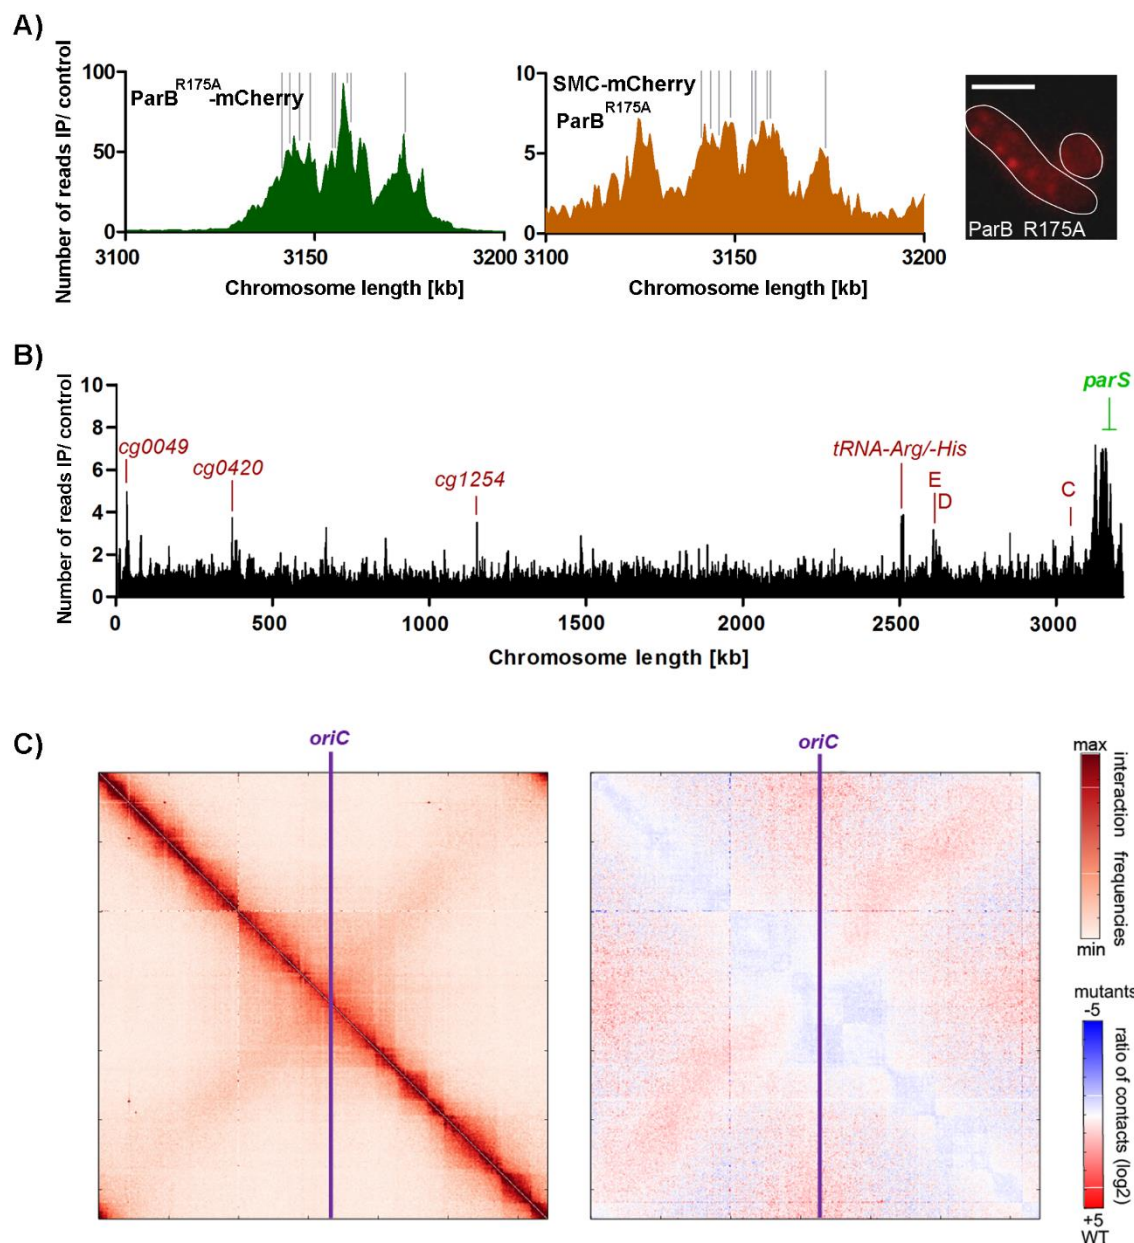 A)
Number of reads IP/ control
100
50
0
ParB^R175A-mCherry
3100
3150
3200
Chromosome length [kb]
10
5
0
SMC-mCherry
ParB^R175A
3100
3150
3200
Chromosome length [kb]
ParB R175A
B)
Number of reads IP/ control
10
8
6
4
2
0
cg0049
cg0420
cg1254
tRNA-Arg/-His
E
D
C
parS
0
500
1000
1500
2000
2500
3000
Chromosome length [kb]
C)
oriC
oriC
max
interaction frequencies
min
mutants
-5
ratio of contacts (log2)
+5
WT